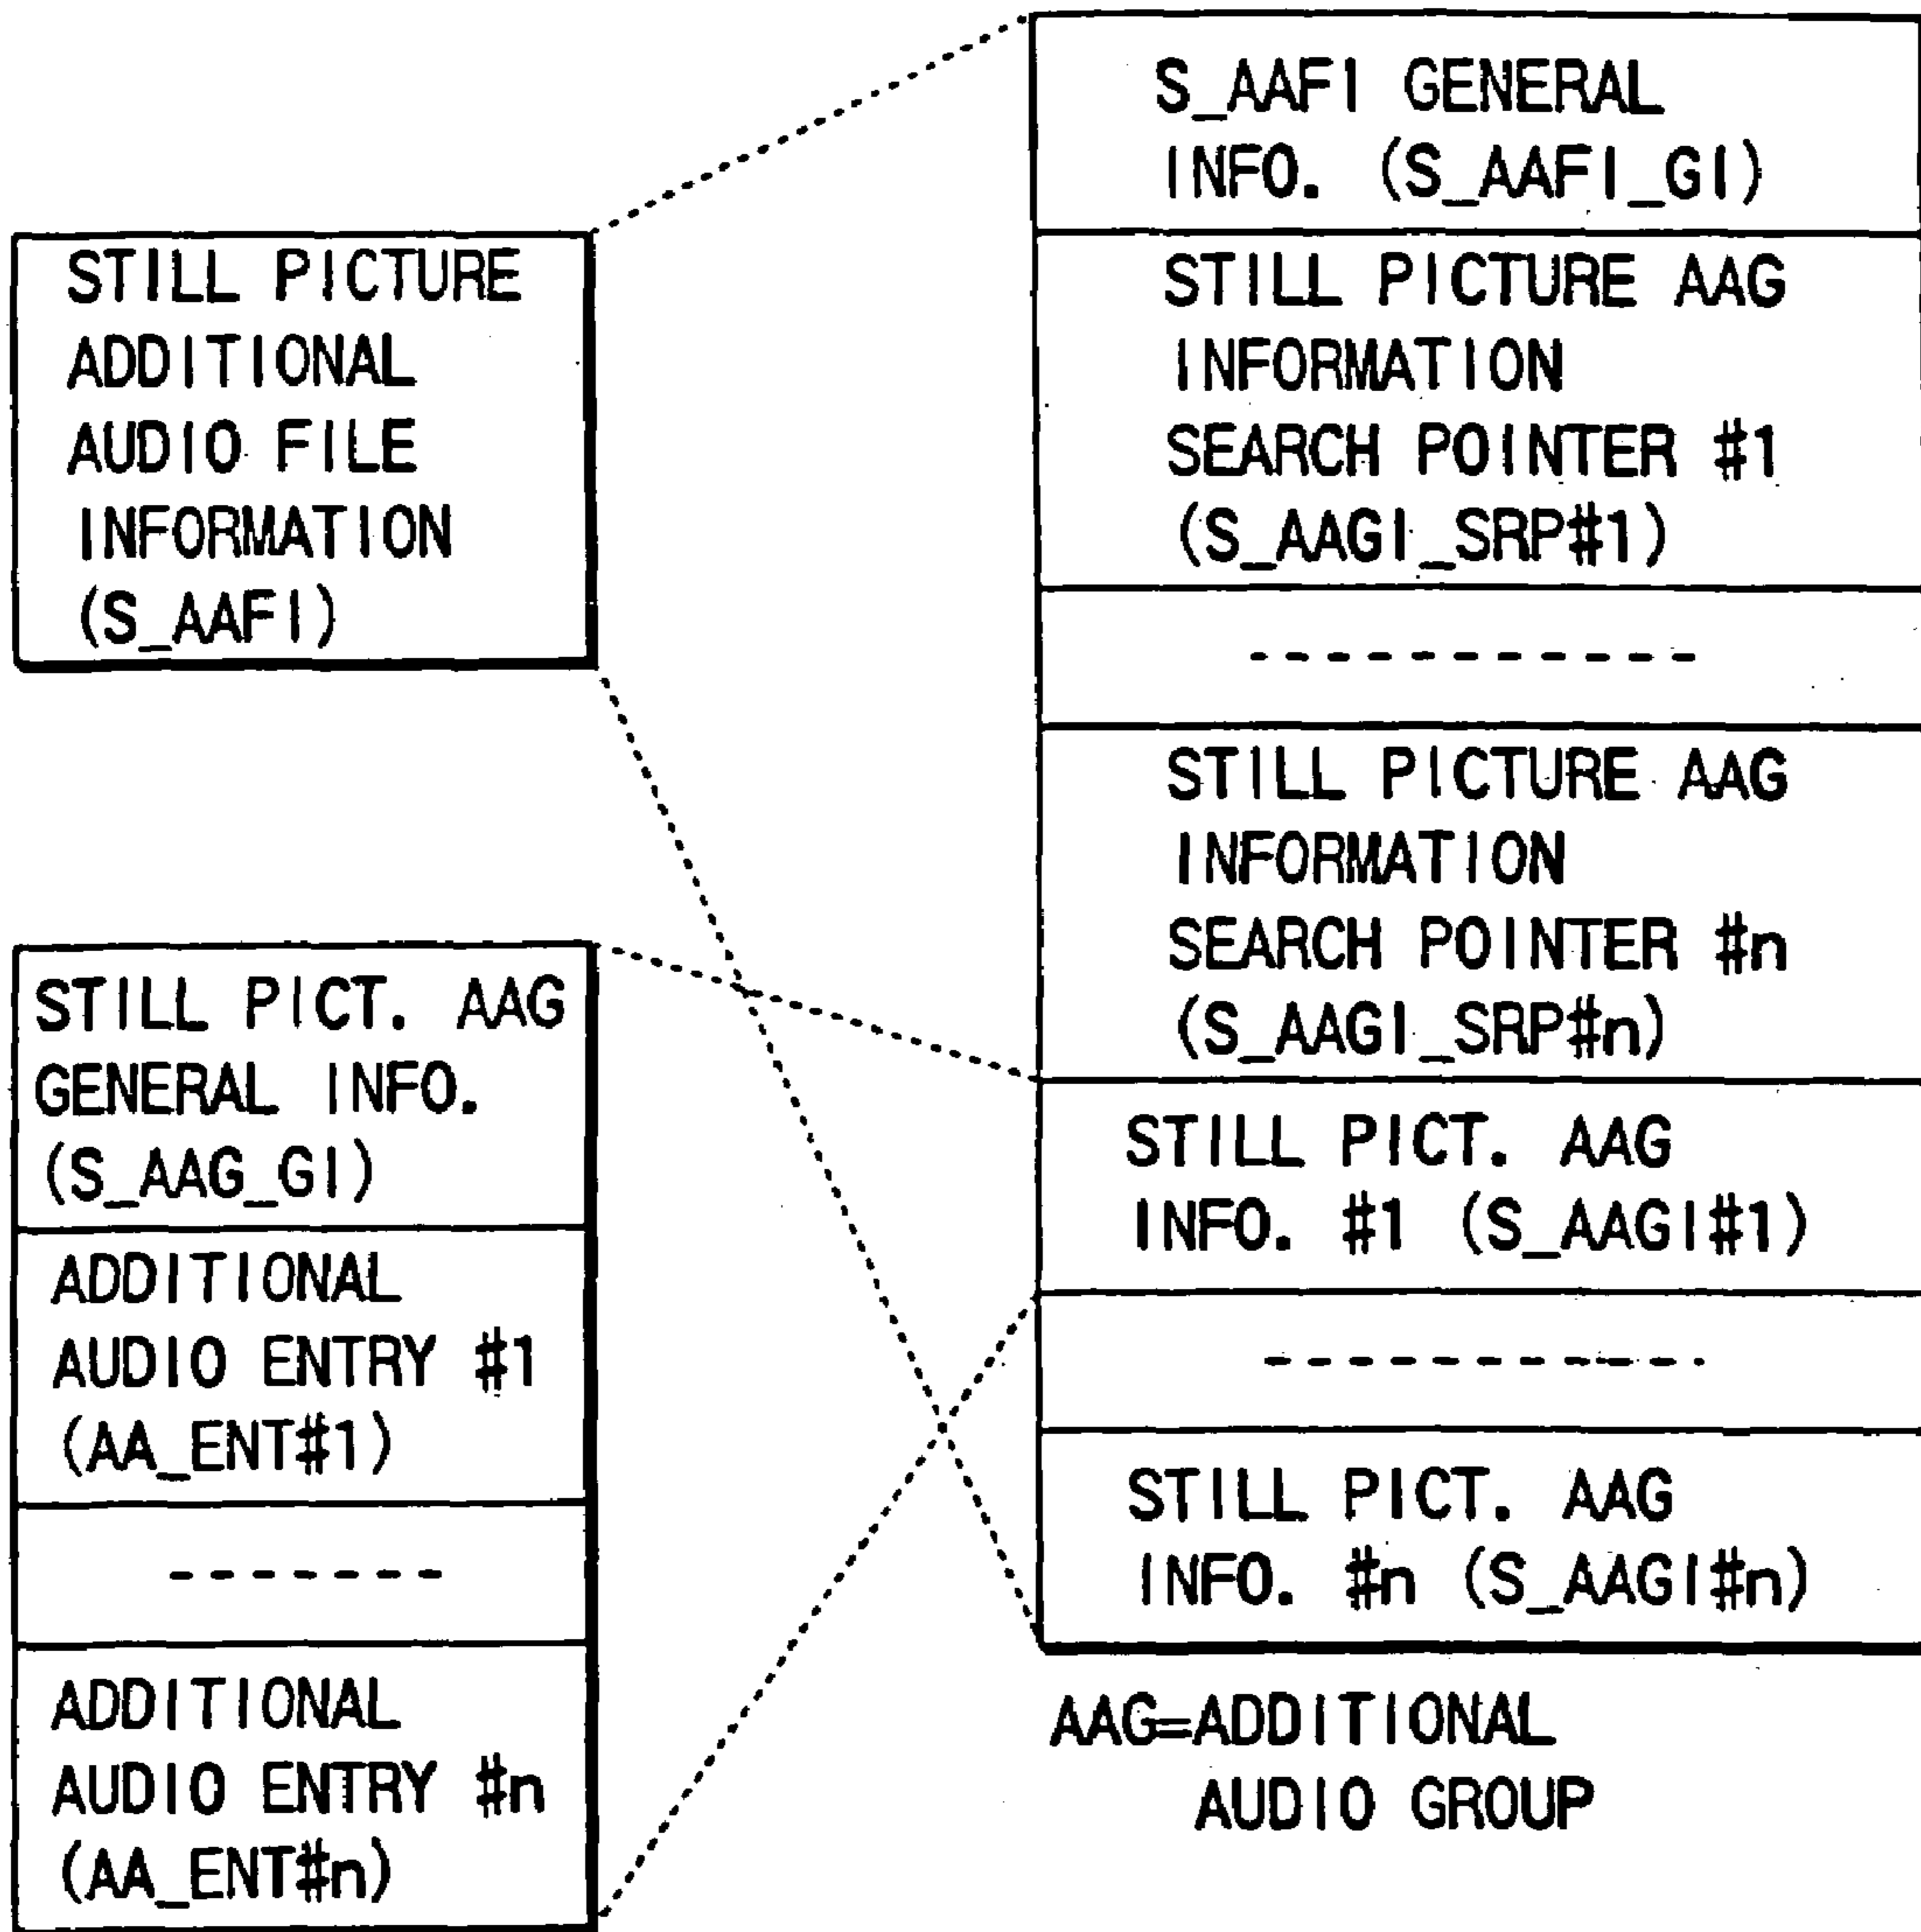 STILL PICTURE
ADDITIONAL
AUDIO FILE
INFORMATION
(S_AAFI)
S_AAFI GENERAL
INFO. (S_AAFI_GI)
STILL PICTURE AAG
INFORMATION
SEARCH POINTER #1
(S_AAGI_SRP#1)
STILL PICTURE AAG
INFORMATION
SEARCH POINTER #n
(S_AAGI_SRP#n)
STILL PICT. AAG
INFO. #1 (S_AAGI#1)
STILL PICT. AAG
INFO. #n (S_AAGI#n)
STILL PICT. AAG
GENERAL INFO.
(S_AAG_GI)
ADDITIONAL
AUDIO ENTRY #1
(AA_ENT#1)
ADDITIONAL
AUDIO ENTRY #n
(AA_ENT#n)
AAG=ADDITIONAL
AUDIO GROUP